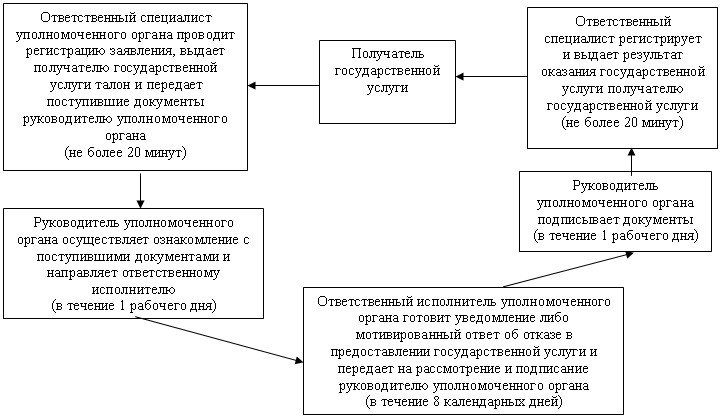 Ответственный специалист
уполномоченного органа проводит
регистрацию заявления, выдает
получателю государственной
услуги талон и передает
поступившие документы
руководителю уполномоченного
органа
(не более 20 минут)
Получатель
государственной
услуги
Ответственный
специалист регистрирует
и выдает результат
оказания государственной
услуги получателю
государственной услуги
(не более 20 минут)
Руководитель уполномоченного
органа осуществляет ознакомление с
поступившими документами и
направляет ответственному
исполнителю
(в течение 1 рабочего дня)
Руководитель
уполномоченного органа
подписывает документы
(в течение 1 рабочего дня)
Ответственный исполнитель уполномоченного
органа готовит уведомление либо
мотивированный ответ об отказе в
предоставлении государственной услуги и
передает на рассмотрение и подписание
руководителю уполномоченного органа
(в течение 8 календарных дней)